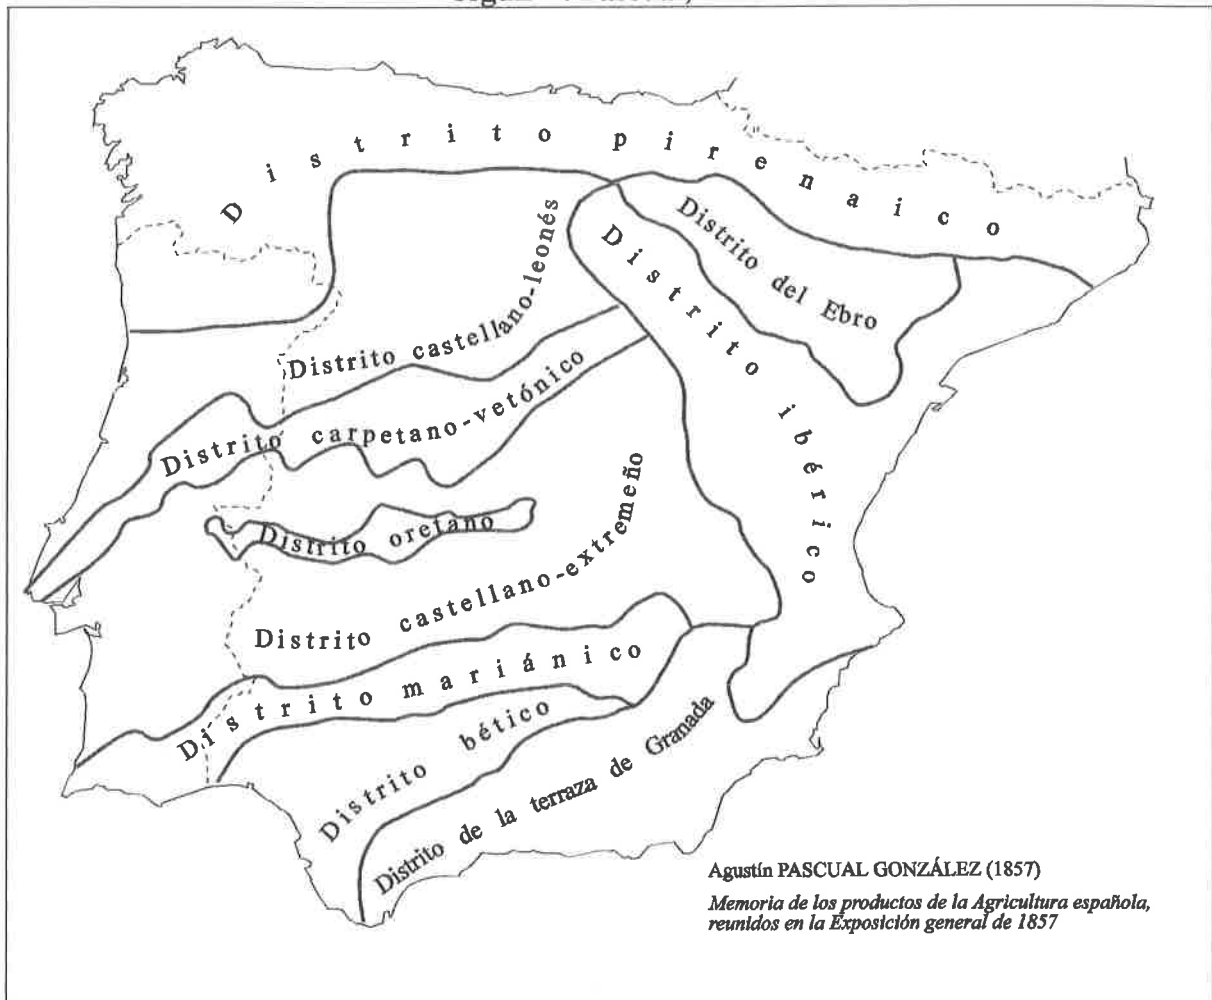 Distrito pirenaico
Distrito del Ebro
Distrito castellano-leonés
Distrito ibérico
Distrito carpetano-vetónico
Distrito oretano
Distrito castellano-extremeño
Distrito mariánico
Distrito bético
Distrito de la terraza de Granada
Agustín PASCUAL GONZÁLEZ (1857)
Memoria de los productos de la Agricultura española,
reunidos en la Exposición general de 1857